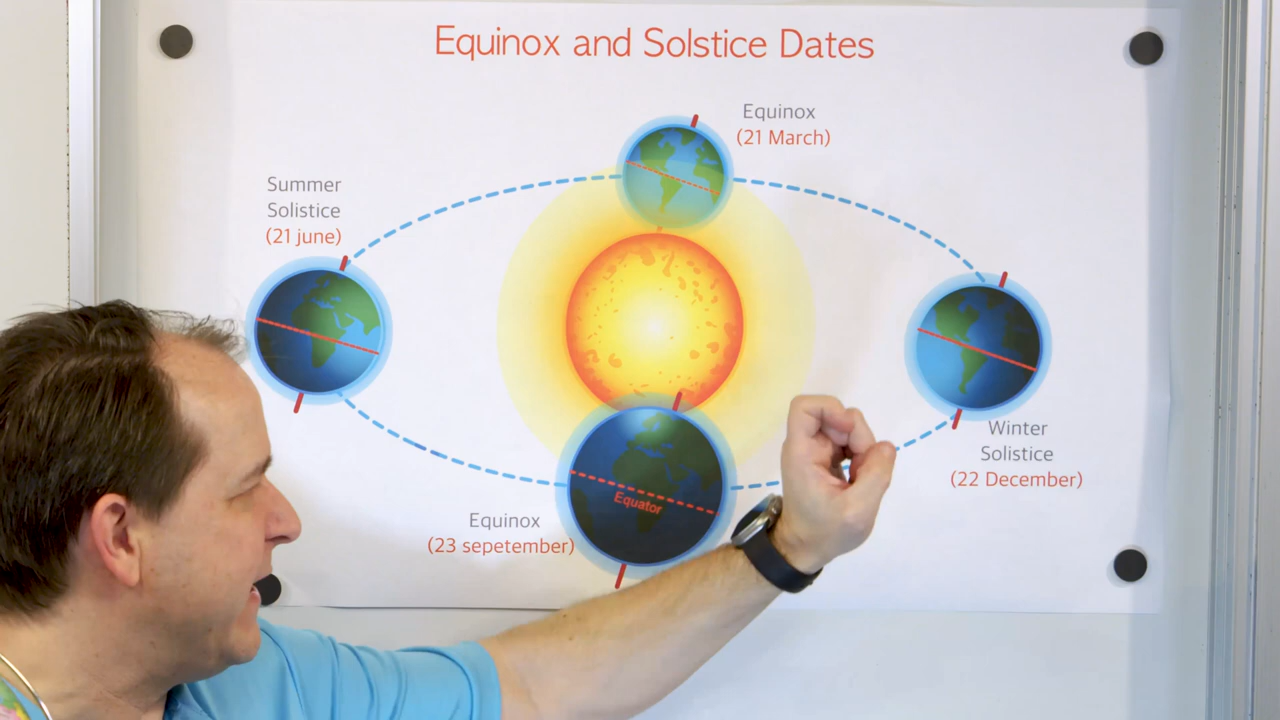 Equinox and Solstice Dates
Equinox
(21 March)
Summer
Solistice
(21 june)
Winter
Solistice
(22 December)
Equator
Equinox
(23 sepetember)